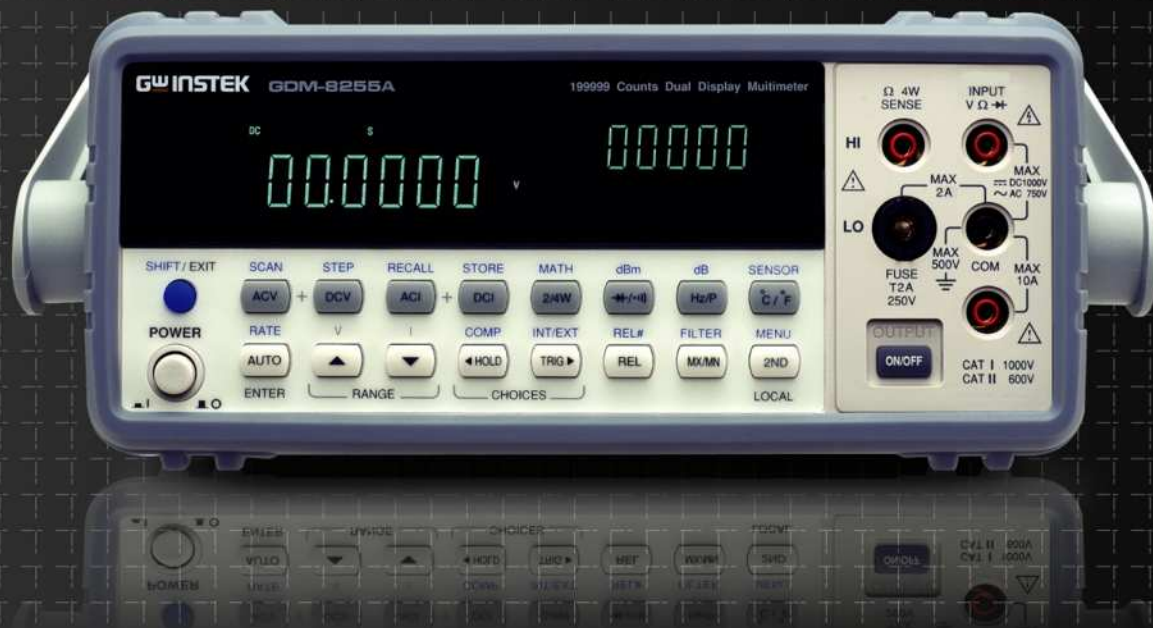 GW INSTEK GDM-8255A
199999 Counts Dual Display Multimeter
DC S
00.0000 V
00000
SHIFT / EXIT
SCAN STEP RECALL STORE MATH dBm dB SENSOR
ACV + DCV ACI + DCI 2/4W Hz/P °C / °F
POWER
RATE V I COMP INT/EXT REL# FILTER MENU
AUTO ◄ HOLD TRIG ► REL MX/MN 2ND
ENTER RANGE CHOICES LOCAL
I O
Ω 4W
SENSE
INPUT
V Ω
HI
MAX
2A
MAX
DC1000V
AC 750V
LO
MAX
500V
COM
MAX
10A
FUSE
T2A
250V
OUTPUT
ON/OFF
CAT I 1000V
CAT II 600V